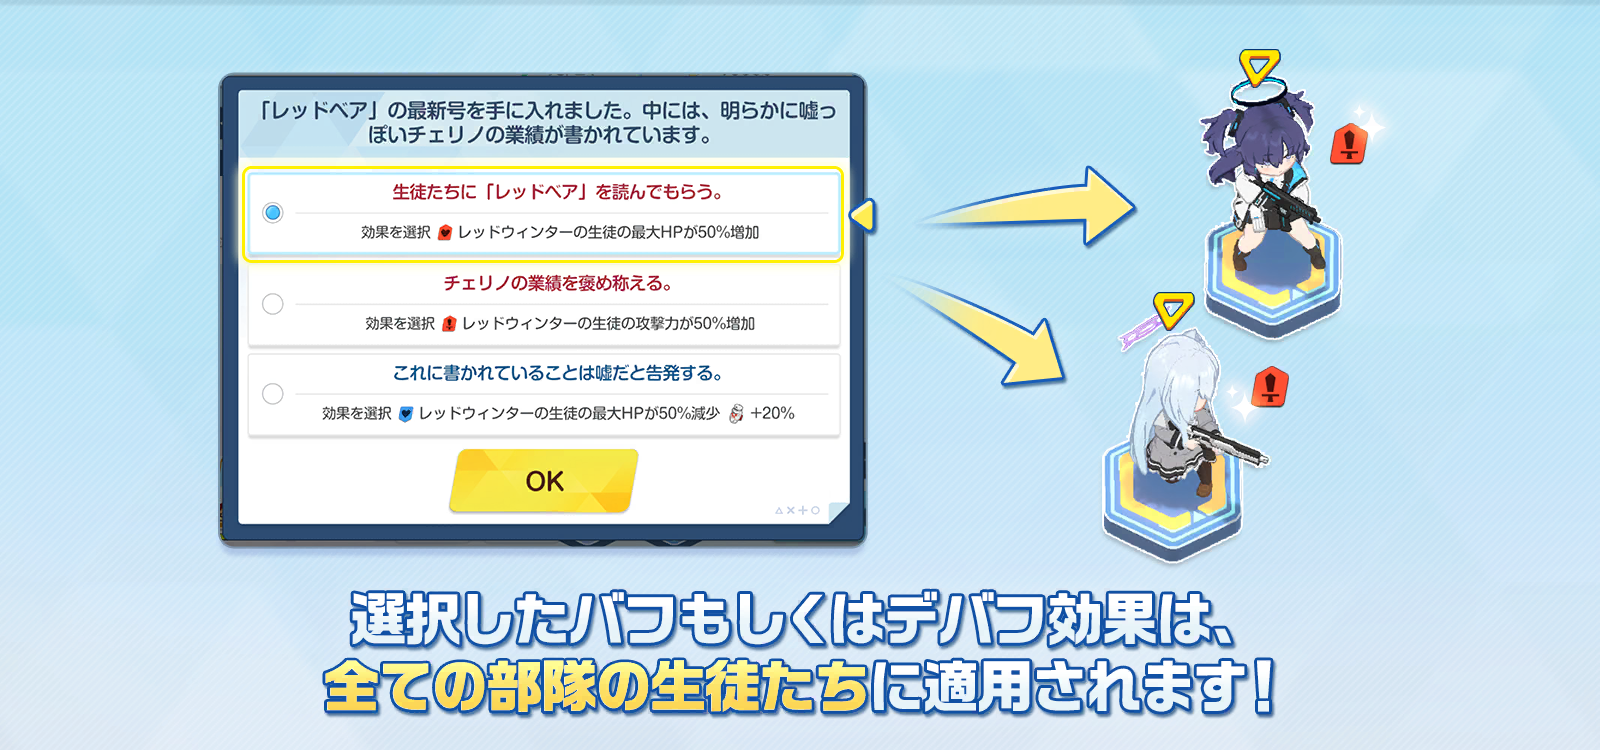 「レッドベア」の最新号を手に入れました。中には、明らかに嘘っ
ぽいチェリノの業績が書かれています。
生徒たちに「レッドベア」を読んでもらう。
効果を選択 レッドウィンターの生徒の最大HPが50%増加
チェリノの業績を褒め称える。
効果を選択 レッドウィンターの生徒の攻撃力が50%増加
これに書かれていることは嘘だと告発する。
効果を選択 レッドウィンターの生徒の最大HPが50%減少 +20%
OK
選択したバフもしくはデバフ効果は、
全ての部隊の生徒たちに適用されます!